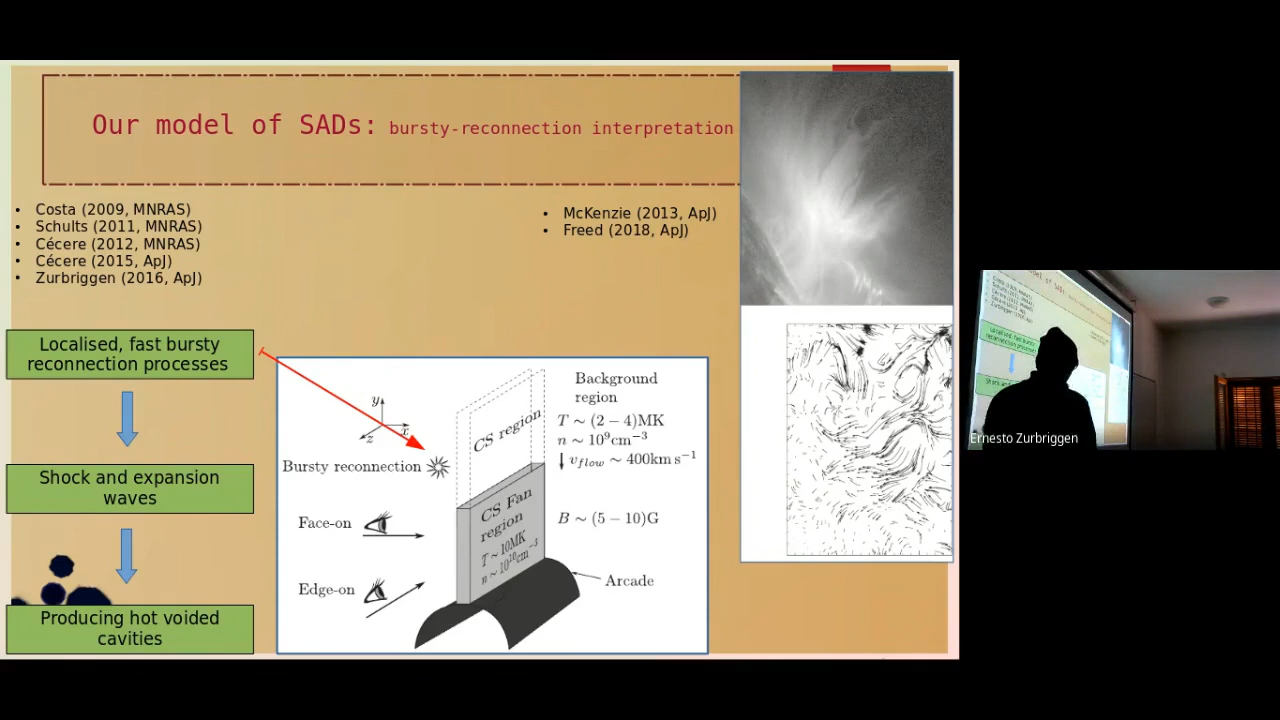 Our model of SADs: bursty-reconnection interpretation
• Costa (2009, MNRAS)
• Schults (2011, MNRAS)
• Cécere (2012, MNRAS)
• Cécere (2015, ApJ)
• Zurbriggen (2016, ApJ)
• McKenzie (2013, ApJ)
• Freed (2018, ApJ)
Localised, fast bursty
reconnection processes
Shock and expansion
waves
Producing hot voided
cavities
y
x
z
Bursty reconnection
Face-on
Edge-on
CS region
CS Fan
region
T ~ 10MK
n ~ 10¹⁰cm⁻³
Background
region
T ~ (2 − 4)MK
n ~ 10⁹cm⁻³
↓ v_flow ~ 400km s⁻¹
B ~ (5 − 10)G
Arcade
Ernesto Zurbriggen